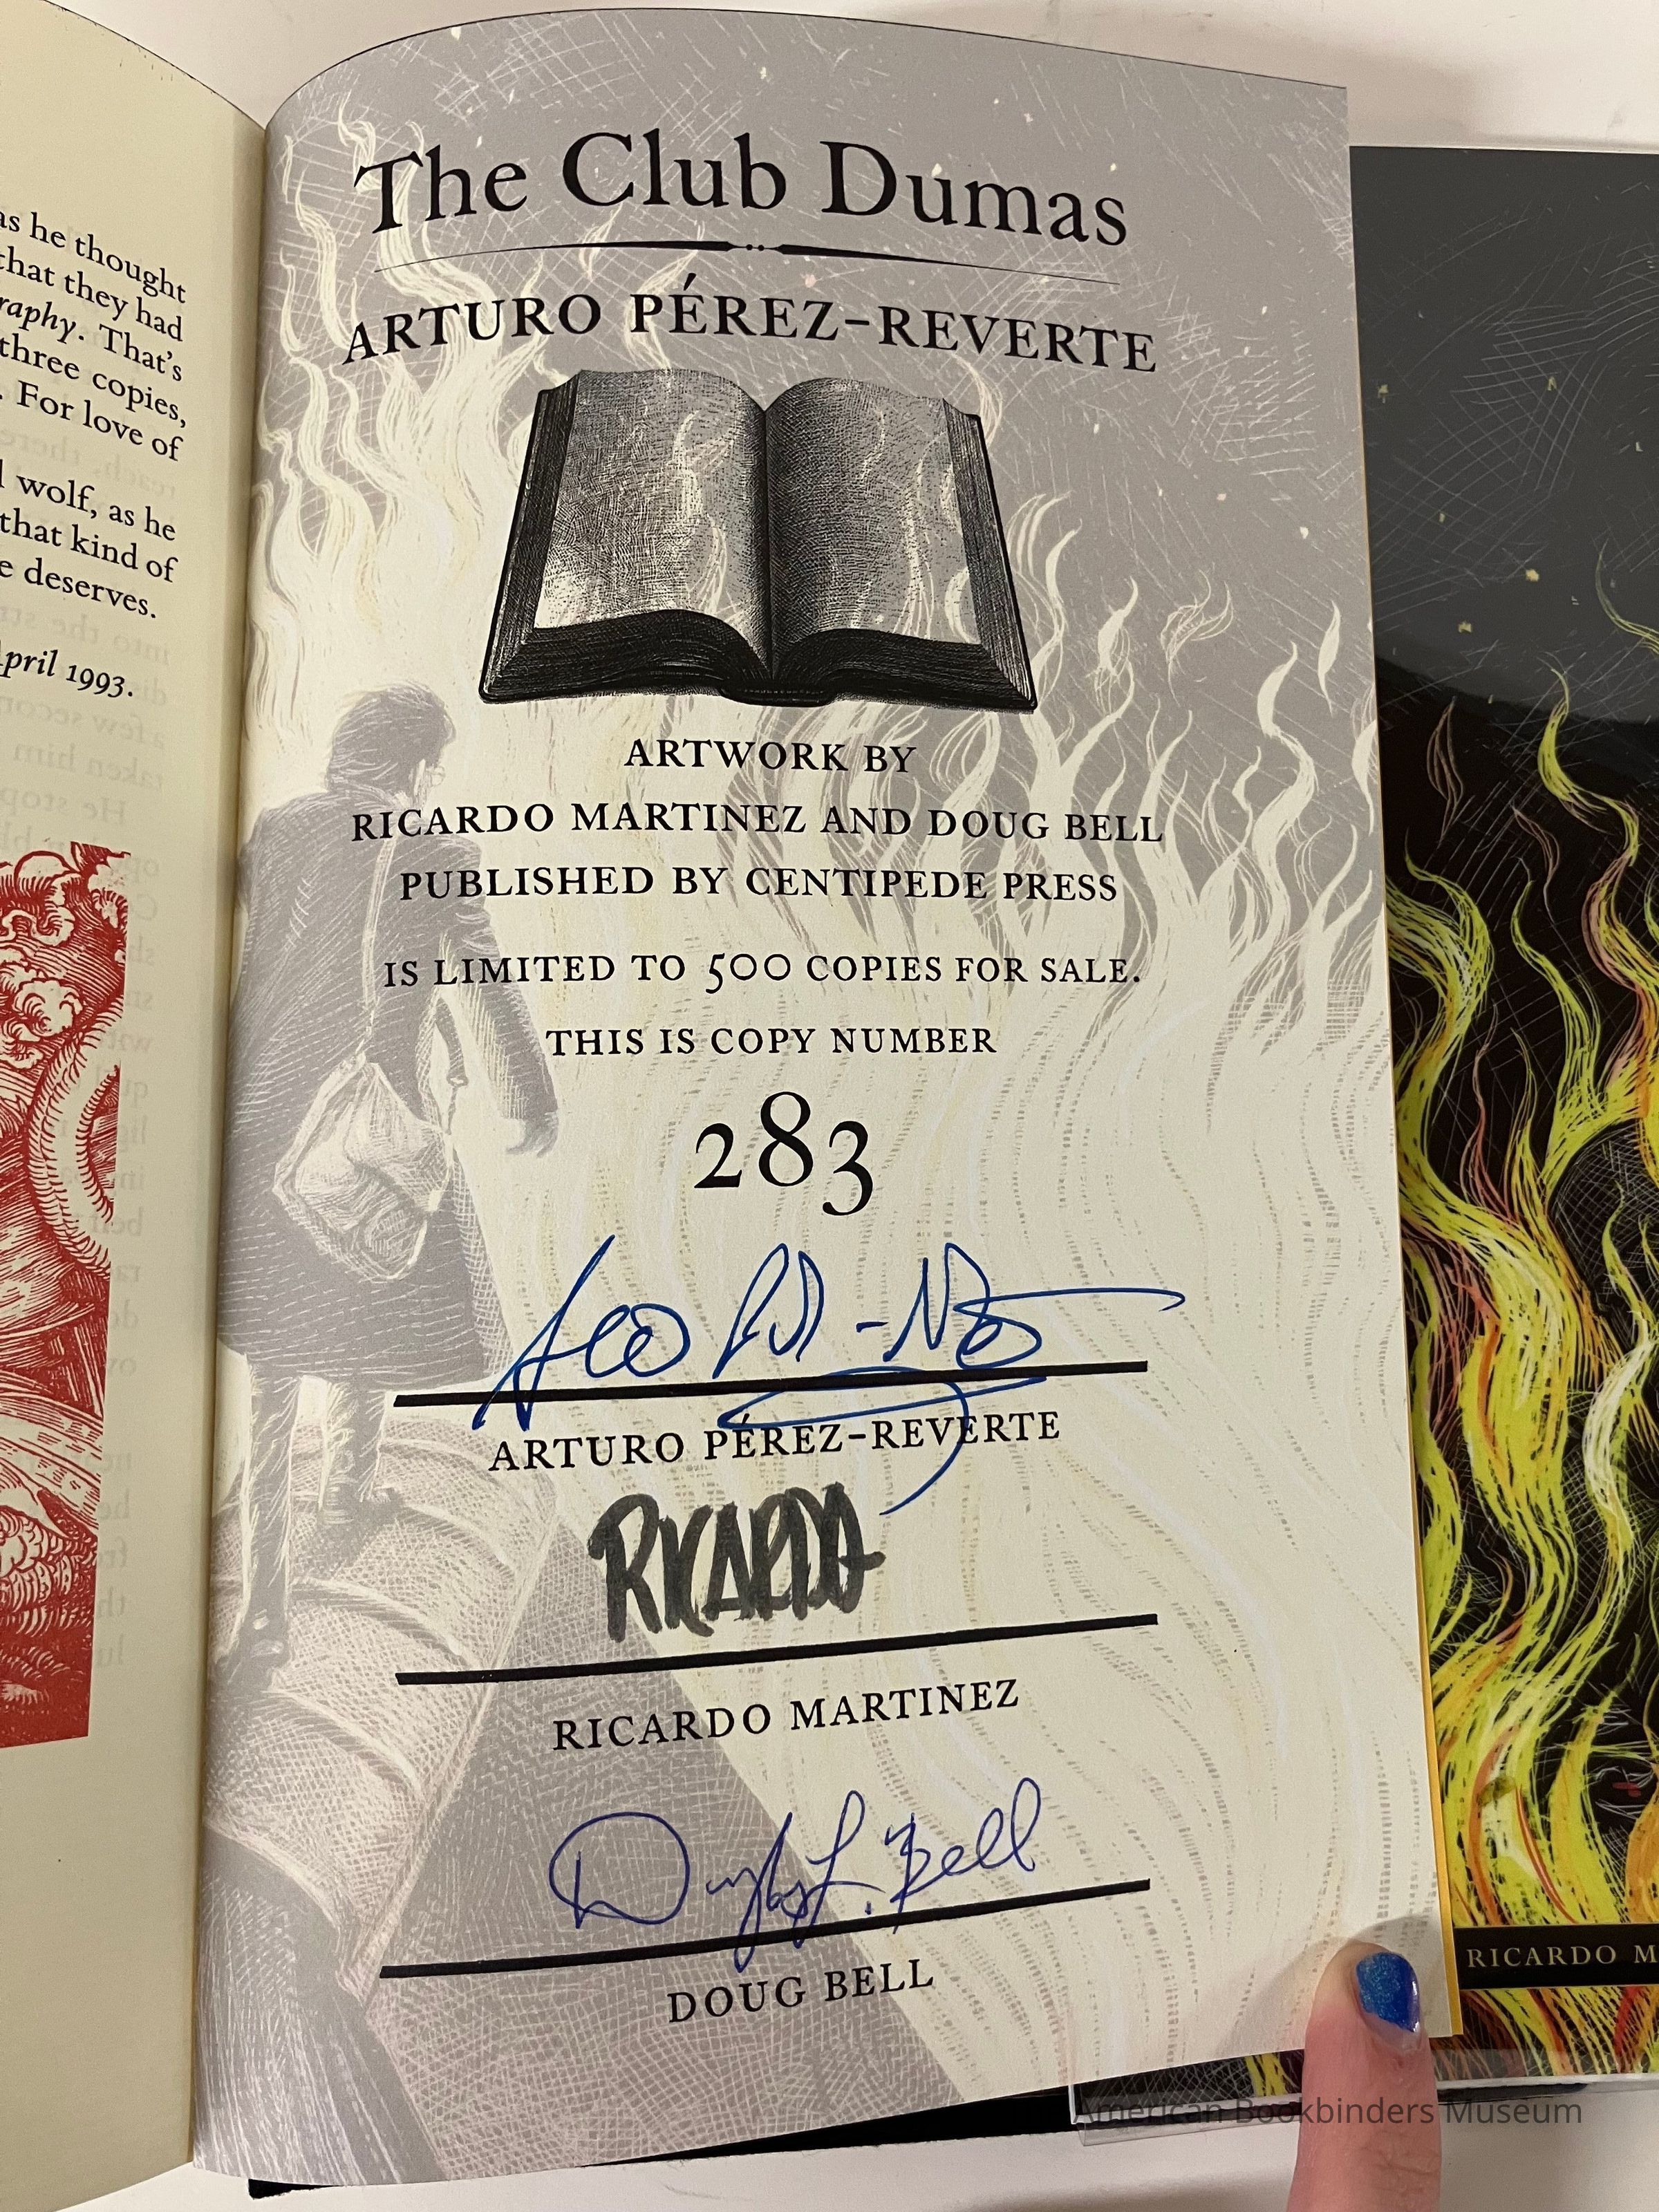 as he thought
that they had
raphy. That's
three copies,
. For love of
l wolf, as he
that kind of
e deserves.
April 1993.
The Club Dumas
ARTURO PÉREZ-REVERTE
ARTWORK BY
RICARDO MARTINEZ AND DOUG BELL
PUBLISHED BY CENTIPEDE PRESS
IS LIMITED TO 500 COPIES FOR SALE.
THIS IS COPY NUMBER
283
ARTURO PÉREZ-REVERTE
RICARDO
RICARDO MARTINEZ
Douglas L. Bell
DOUG BELL
RICARDO M
American Bookbinders Museum